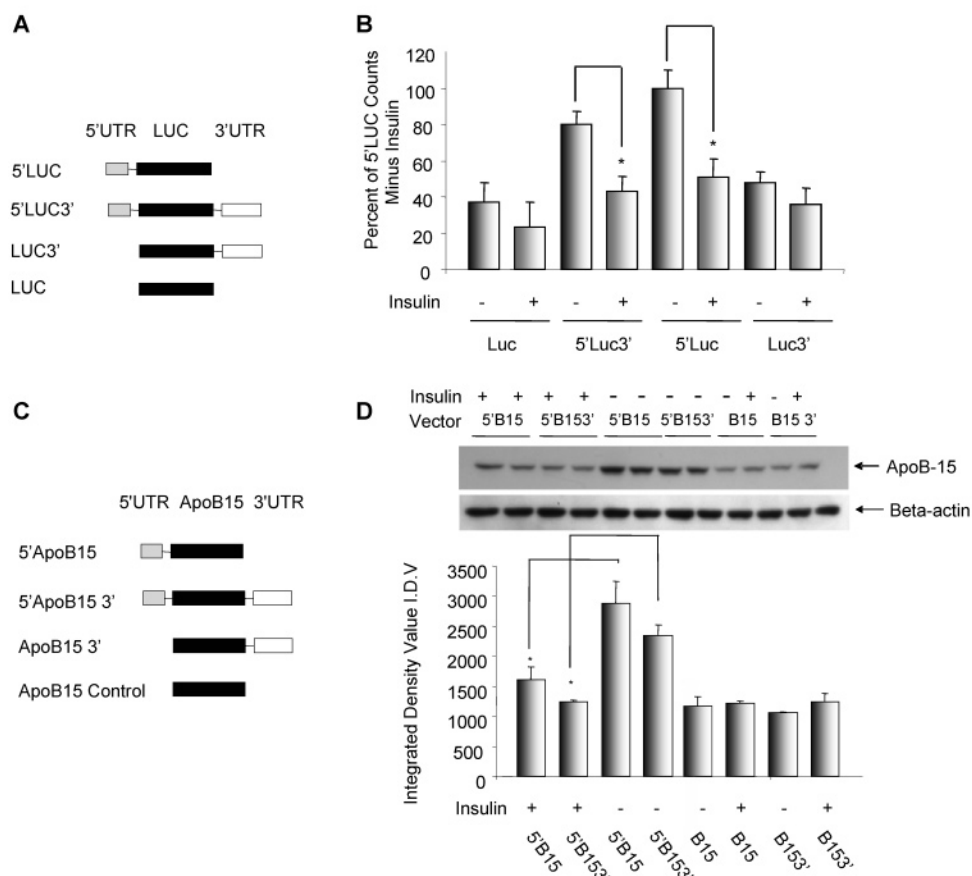 A
5'UTR LUC 3'UTR
5'LUC
5'LUC3'
LUC3'
LUC
B
Percent of 5'LUC Counts
Minus Insulin
120
100
80
60
40
20
0
Insulin - + - + - + - +
Luc 5'Luc3' 5'Luc Luc3'
* *
C
5'UTR ApoB15 3'UTR
5'ApoB15
5'ApoB15 3'
ApoB15 3'
ApoB15 Control
D
Insulin + + + + - - - - - + - +
Vector 5'B15 5'B153' 5'B15 5'B153' B15 B15 3'
ApoB-15
Beta-actin
Integrated Density Value I.D.V
3500
3000
2500
2000
1500
1000
500
0
* *
Insulin + + - - - + - +
5'B15 5'B153' 5'B15 5'B153' B15 B15 B153' B153'